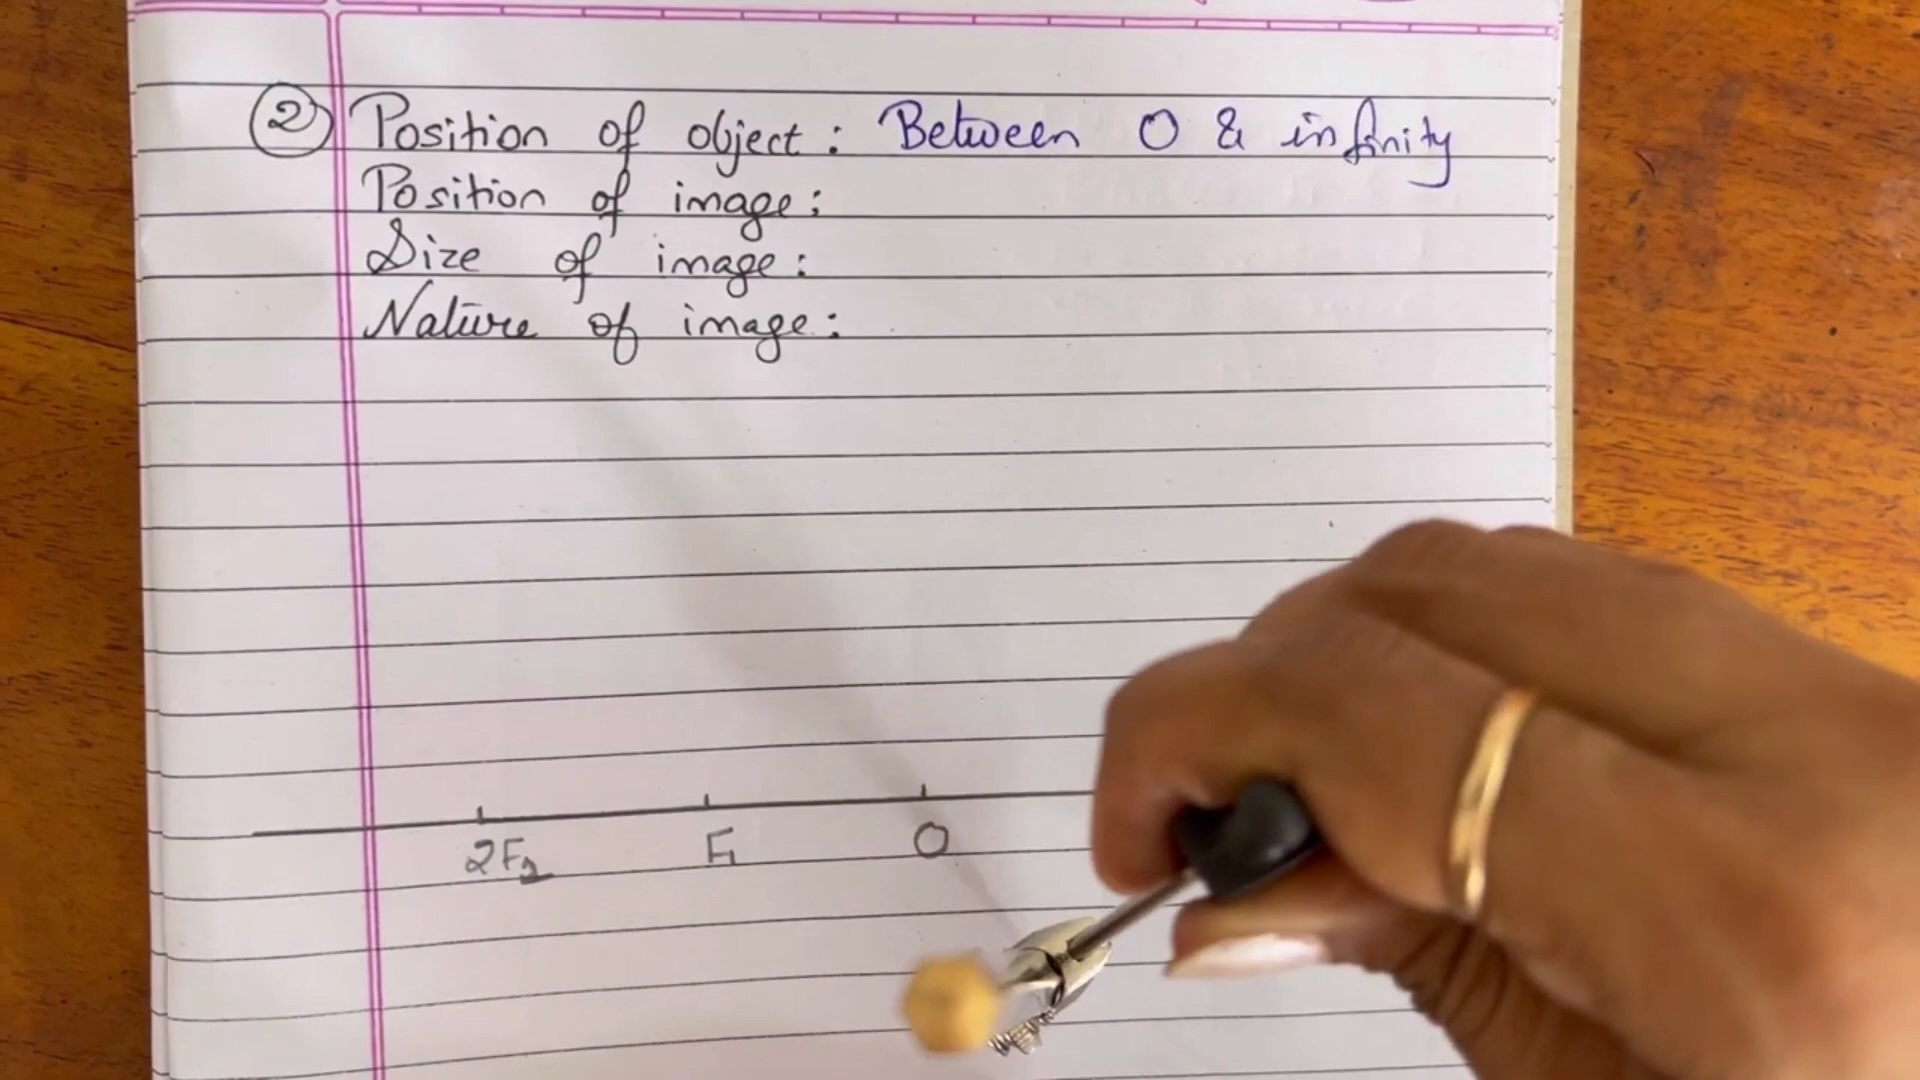 ② Position of object: Between O & infinity
Position of image:
Size of image:
Nature of image:
2F₂ F₁ O